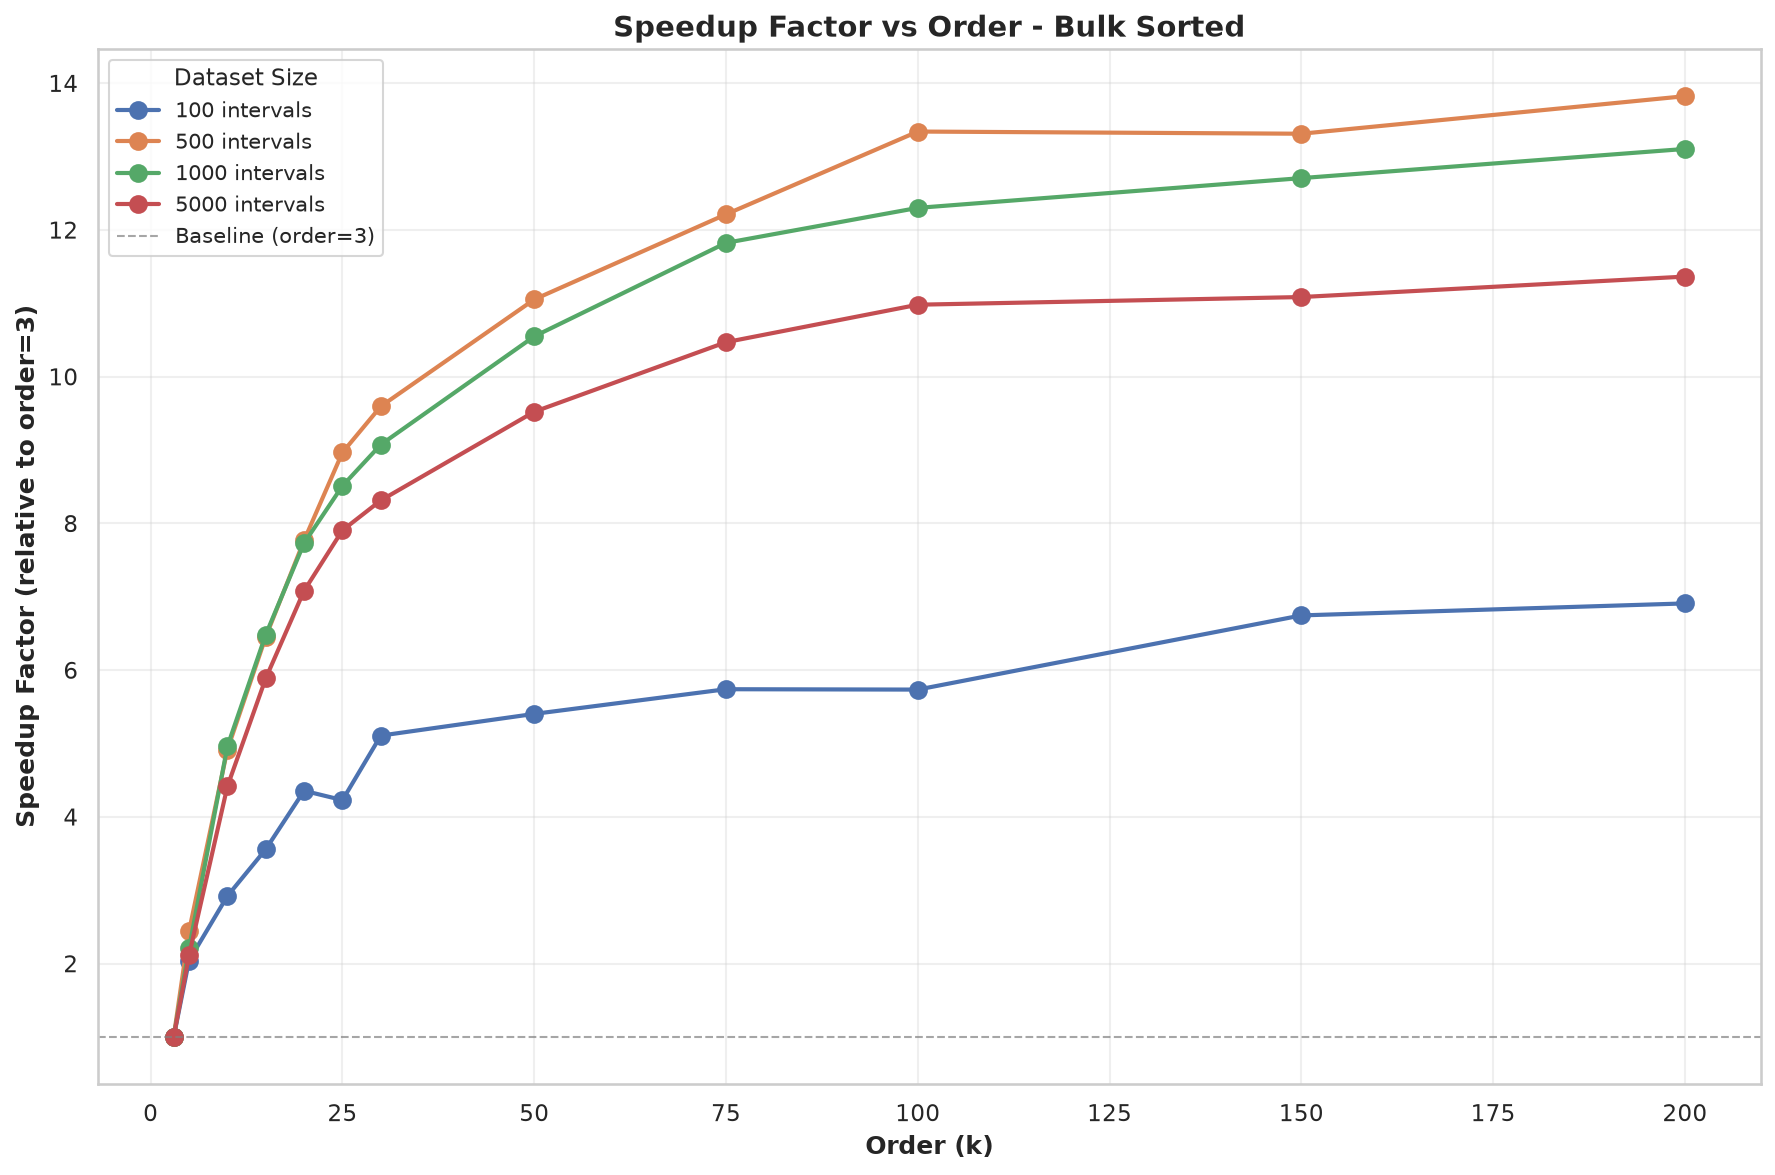 Speedup Factor vs Order - Bulk Sorted
Dataset Size
100 intervals
500 intervals
1000 intervals
5000 intervals
Baseline (order=3)
Speedup Factor (relative to order=3)
14
12
10
8
6
4
2
0 25 50 75 100 125 150 175 200
Order (k)